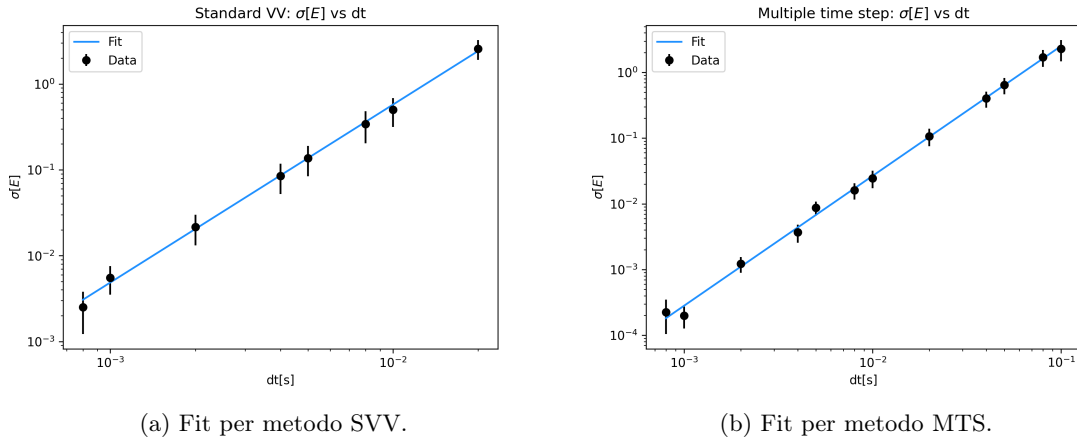 Standard VV: σ[E] vs dt
Fit
Data
10⁰
10⁻¹
10⁻²
10⁻³
σ[E]
10⁻³
10⁻²
dt[s]
(a) Fit per metodo SVV.
Multiple time step: σ[E] vs dt
Fit
Data
10⁰
10⁻¹
10⁻²
10⁻³
10⁻⁴
σ[E]
10⁻³
10⁻²
10⁻¹
dt[s]
(b) Fit per metodo MTS.